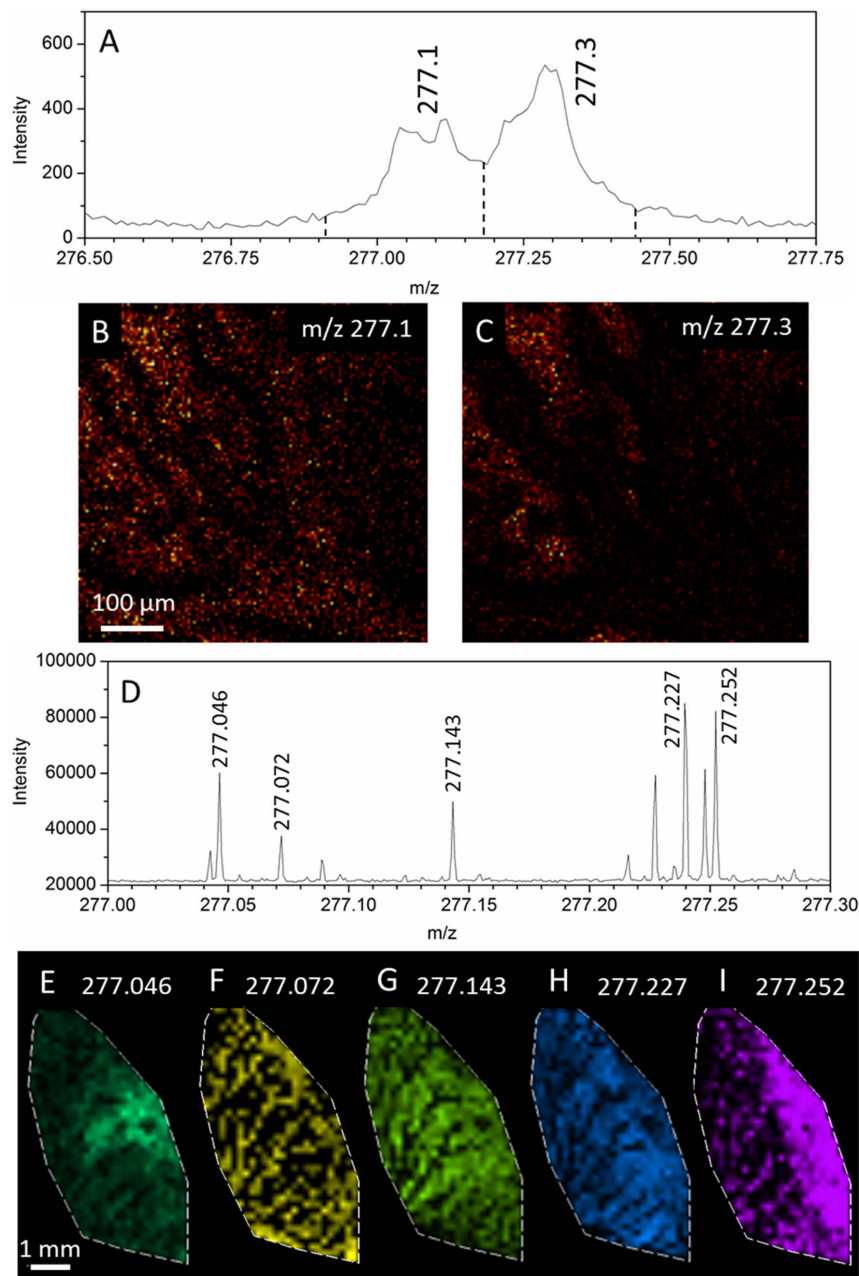 A
277.1
277.3
600
400
200
0
Intensity
276.50 276.75 277.00 277.25 277.50 277.75
m/z
B m/z 277.1
100 µm
C m/z 277.3
D
100000
80000
60000
40000
20000
Intensity
277.046
277.072
277.143
277.227
277.252
277.00 277.05 277.10 277.15 277.20 277.25 277.30
m/z
E 277.046 F 277.072 G 277.143 H 277.227 I 277.252
1 mm